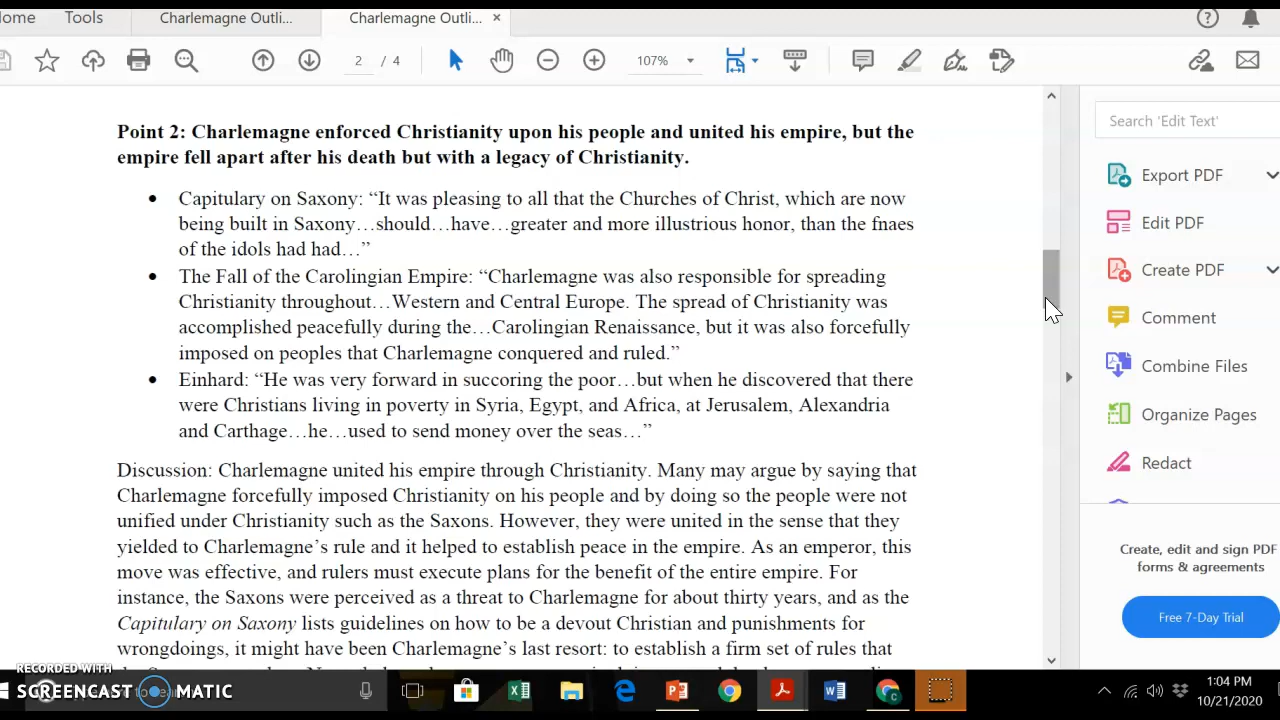 ome
Tools
Charlemagne Outli...
Charlemagne Outli... ×
2 / 4
107%
Search 'Edit Text'
Export PDF
Edit PDF
Create PDF
Comment
Combine Files
Organize Pages
Redact
Create, edit and sign PDF
forms & agreements
Free 7-Day Trial
Point 2: Charlemagne enforced Christianity upon his people and united his empire, but the
empire fell apart after his death but with a legacy of Christianity.
• Capitulary on Saxony: “It was pleasing to all that the Churches of Christ, which are now
being built in Saxony…should…have…greater and more illustrious honor, than the fnaes
of the idols had had…”
• The Fall of the Carolingian Empire: “Charlemagne was also responsible for spreading
Christianity throughout…Western and Central Europe. The spread of Christianity was
accomplished peacefully during the…Carolingian Renaissance, but it was also forcefully
imposed on peoples that Charlemagne conquered and ruled.”
• Einhard: “He was very forward in succoring the poor…but when he discovered that there
were Christians living in poverty in Syria, Egypt, and Africa, at Jerusalem, Alexandria
and Carthage…he…used to send money over the seas…”
Discussion: Charlemagne united his empire through Christianity. Many may argue by saying that
Charlemagne forcefully imposed Christianity on his people and by doing so the people were not
unified under Christianity such as the Saxons. However, they were united in the sense that they
yielded to Charlemagne’s rule and it helped to establish peace in the empire. As an emperor, this
move was effective, and rulers must execute plans for the benefit of the entire empire. For
instance, the Saxons were perceived as a threat to Charlemagne for about thirty years, and as the
Capitulary on Saxony lists guidelines on how to be a devout Christian and punishments for
wrongdoings, it might have been Charlemagne’s last resort: to establish a firm set of rules that
RECORDED WITH
SCREENCAST MATIC
1:04 PM
10/21/2020